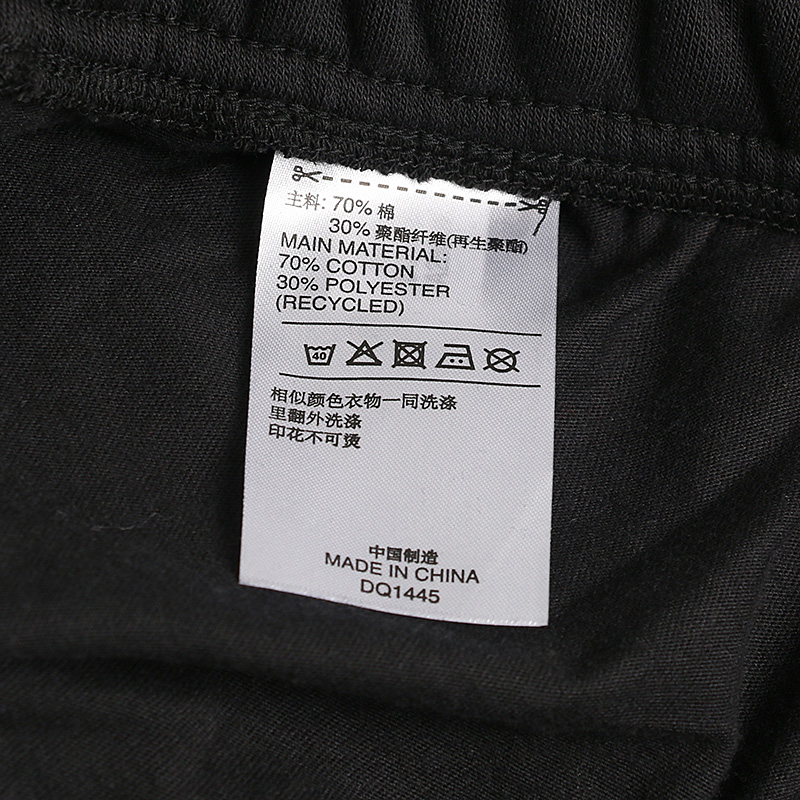 主料: 70% 棉
30% 聚酯纤维(再生聚酯)
MAIN MATERIAL:
70% COTTON
30% POLYESTER
(RECYCLED)
40
相似颜色衣物一同洗涤
里翻外洗涤
印花不可烫
中国制造
MADE IN CHINA
DQ1445